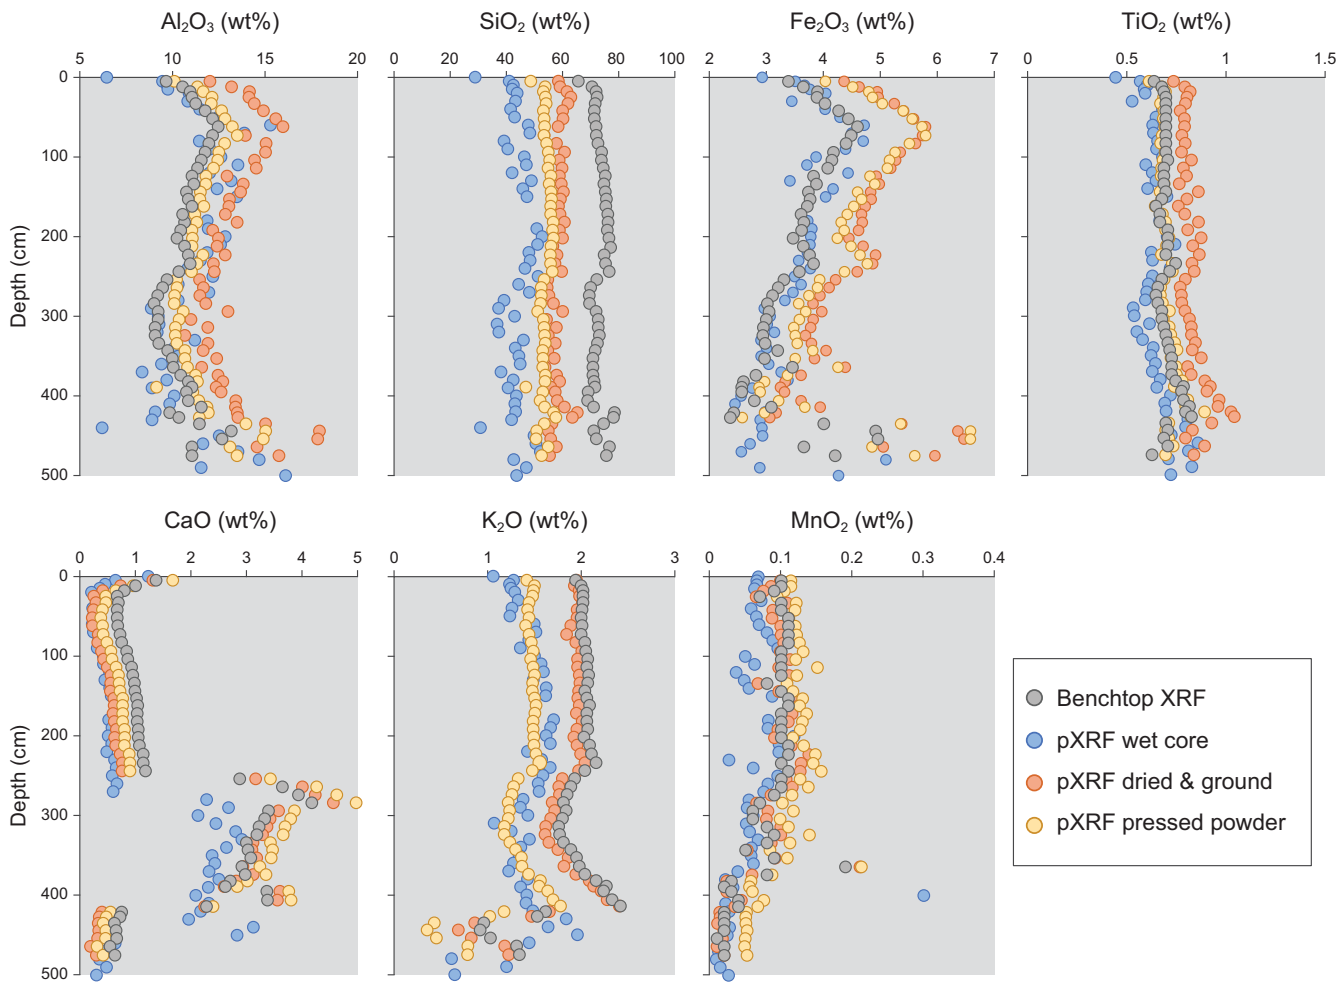 Al₂O₃ (wt%) SiO₂ (wt%) Fe₂O₃ (wt%) TiO₂ (wt%)
5 10 15 20 0 20 40 60 80 100 2 3 4 5 6 7 0 0.5 1 1.5
0
100
200
300
400
500
Depth (cm)
CaO (wt%) K₂O (wt%) MnO₂ (wt%)
0 1 2 3 4 5 0 1 2 3 0 0.1 0.2 0.3 0.4
0
100
200
300
400
500
Depth (cm)
Benchtop XRF
pXRF wet core
pXRF dried & ground
pXRF pressed powder